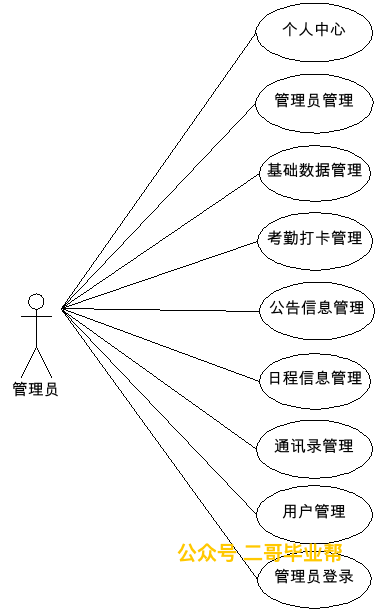 个人中心
管理员管理
基础数据管理
考勤打卡管理
公告信息管理
日程信息管理
管理员
通讯录管理
用户管理
公众号 二哥毕业帮
管理员登录